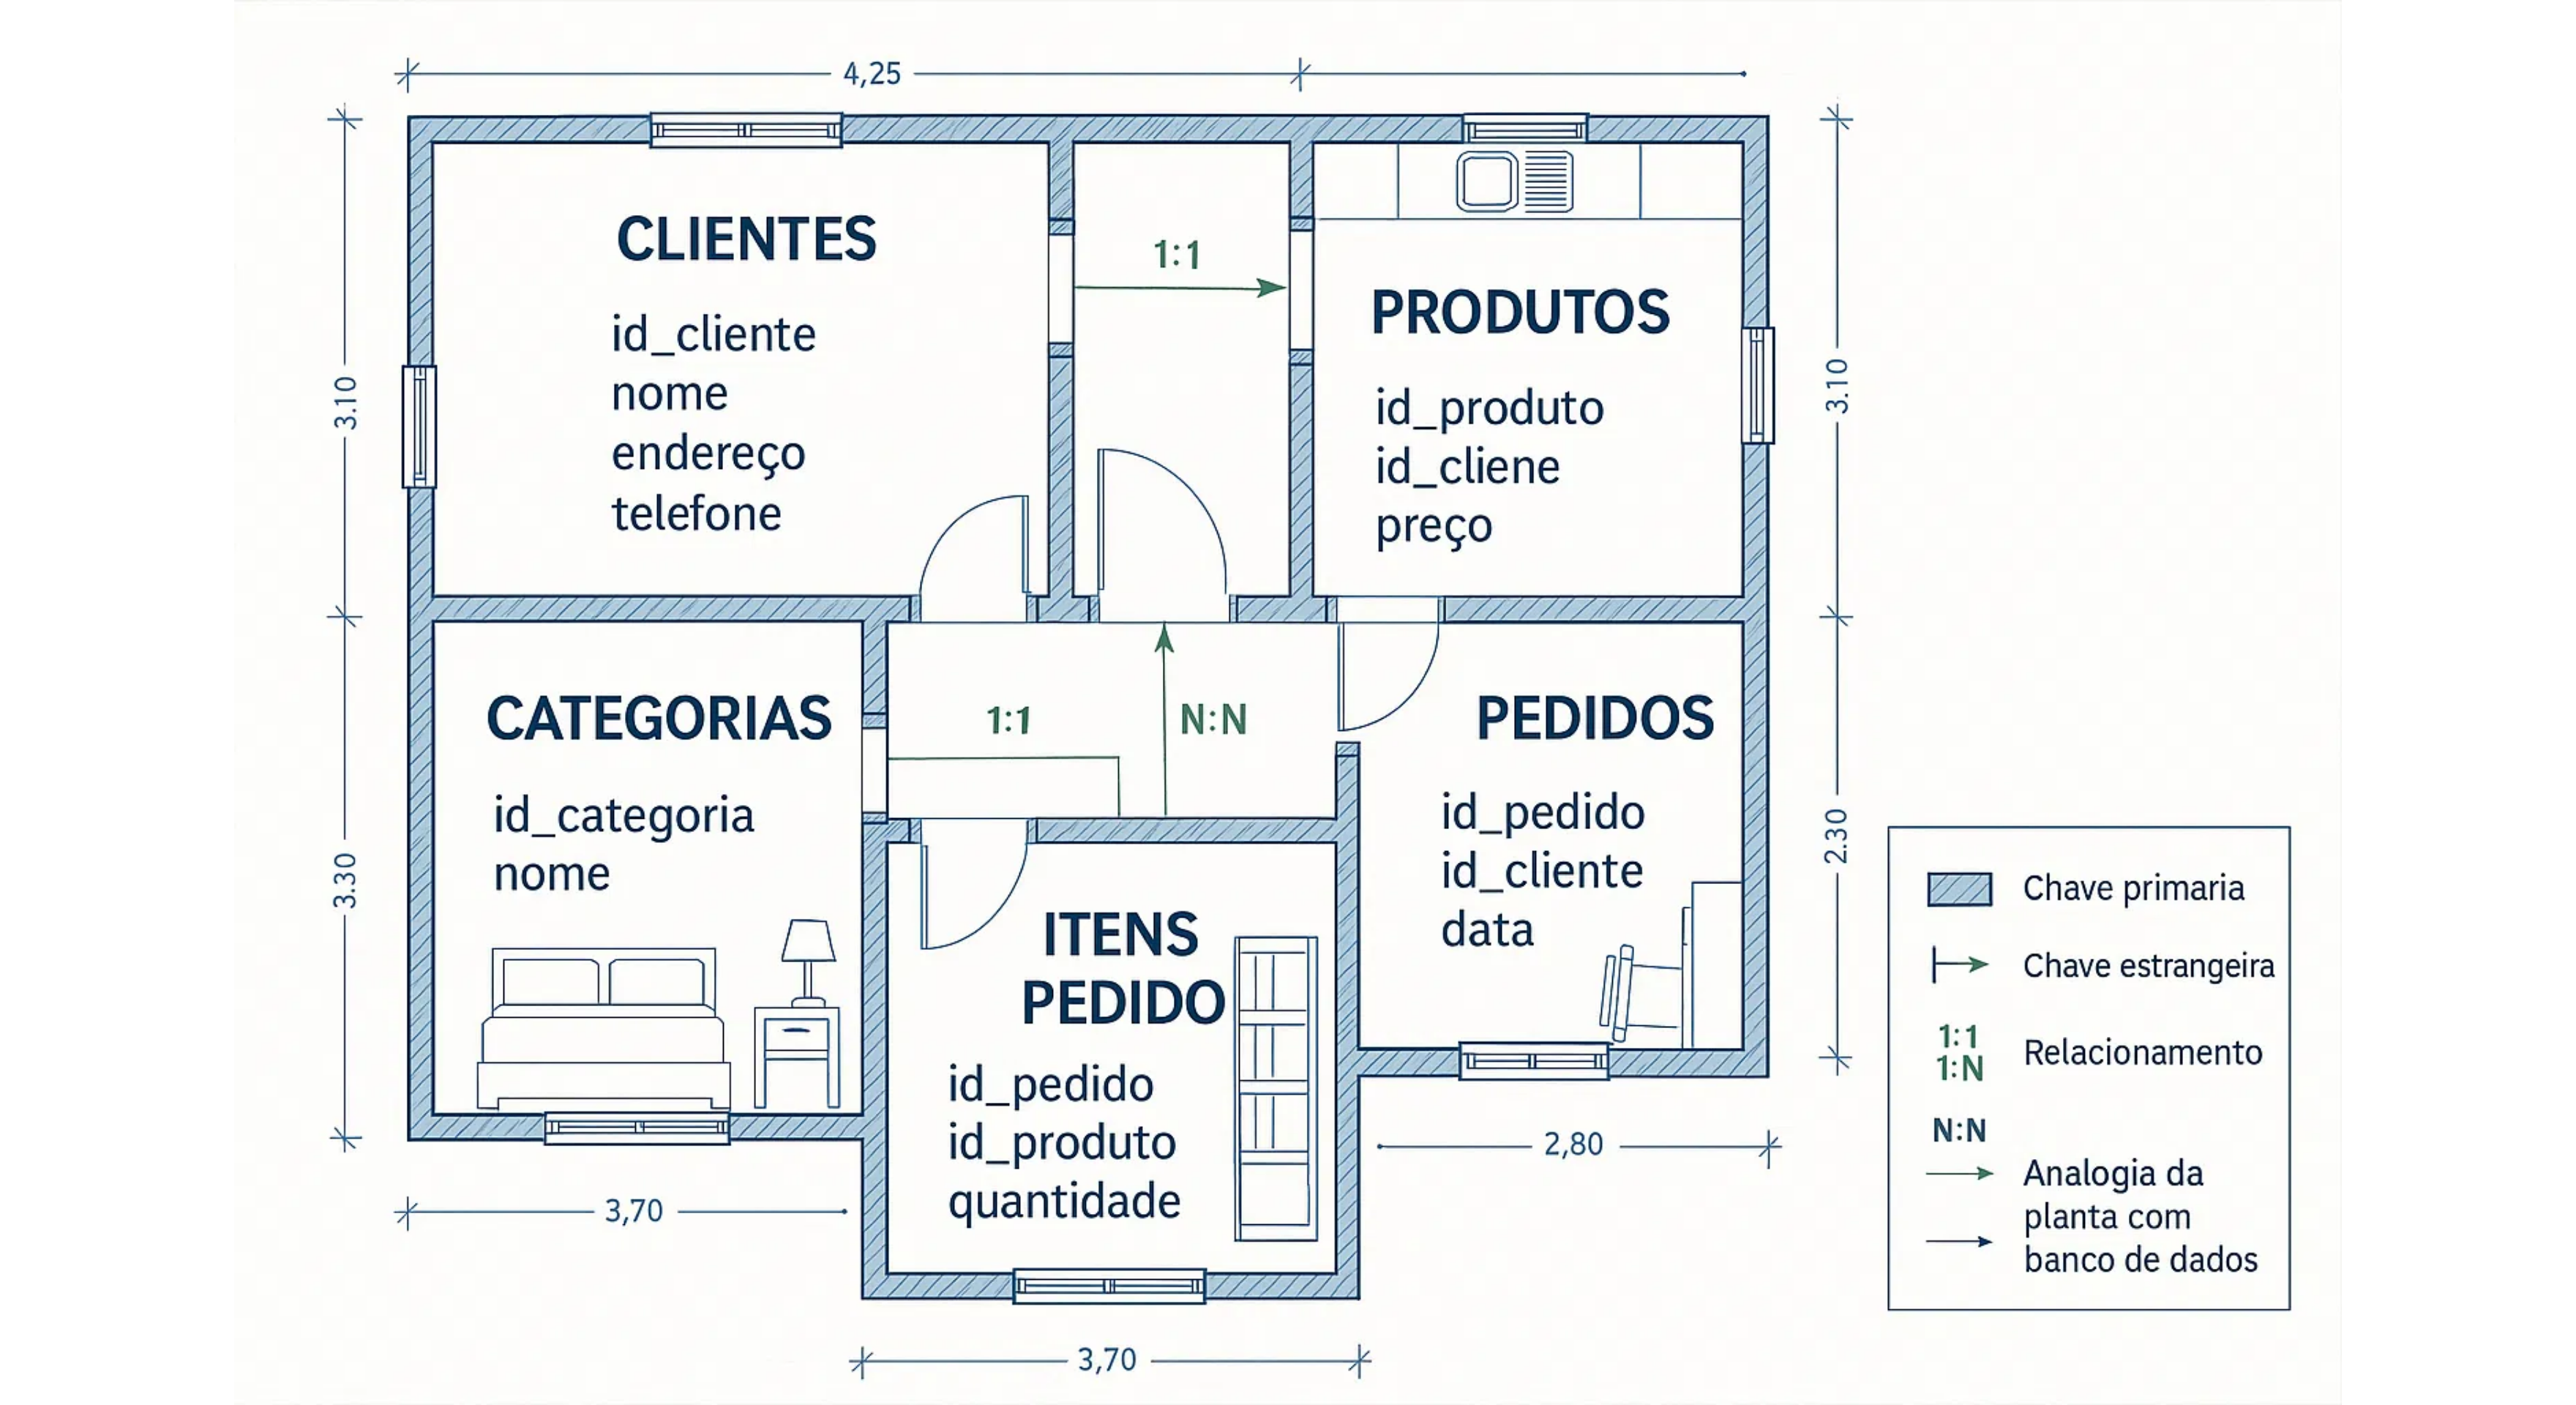 4,25
CLIENTES
id_cliente
nome
endereço
telefone
1:1
PRODUTOS
id_produto
id_cliene
preço
3.10
3.10
CATEGORIAS
id_categoria
nome
1:1
N:N
PEDIDOS
id_pedido
id_cliente
data
ITENS
PEDIDO
id_pedido
id_produto
quantidade
3.30
2.30
3,70
2,80
3,70
Chave primaria
Chave estrangeira
1:1
1:N
Relacionamento
N:N
Analogia da
planta com
banco de dados